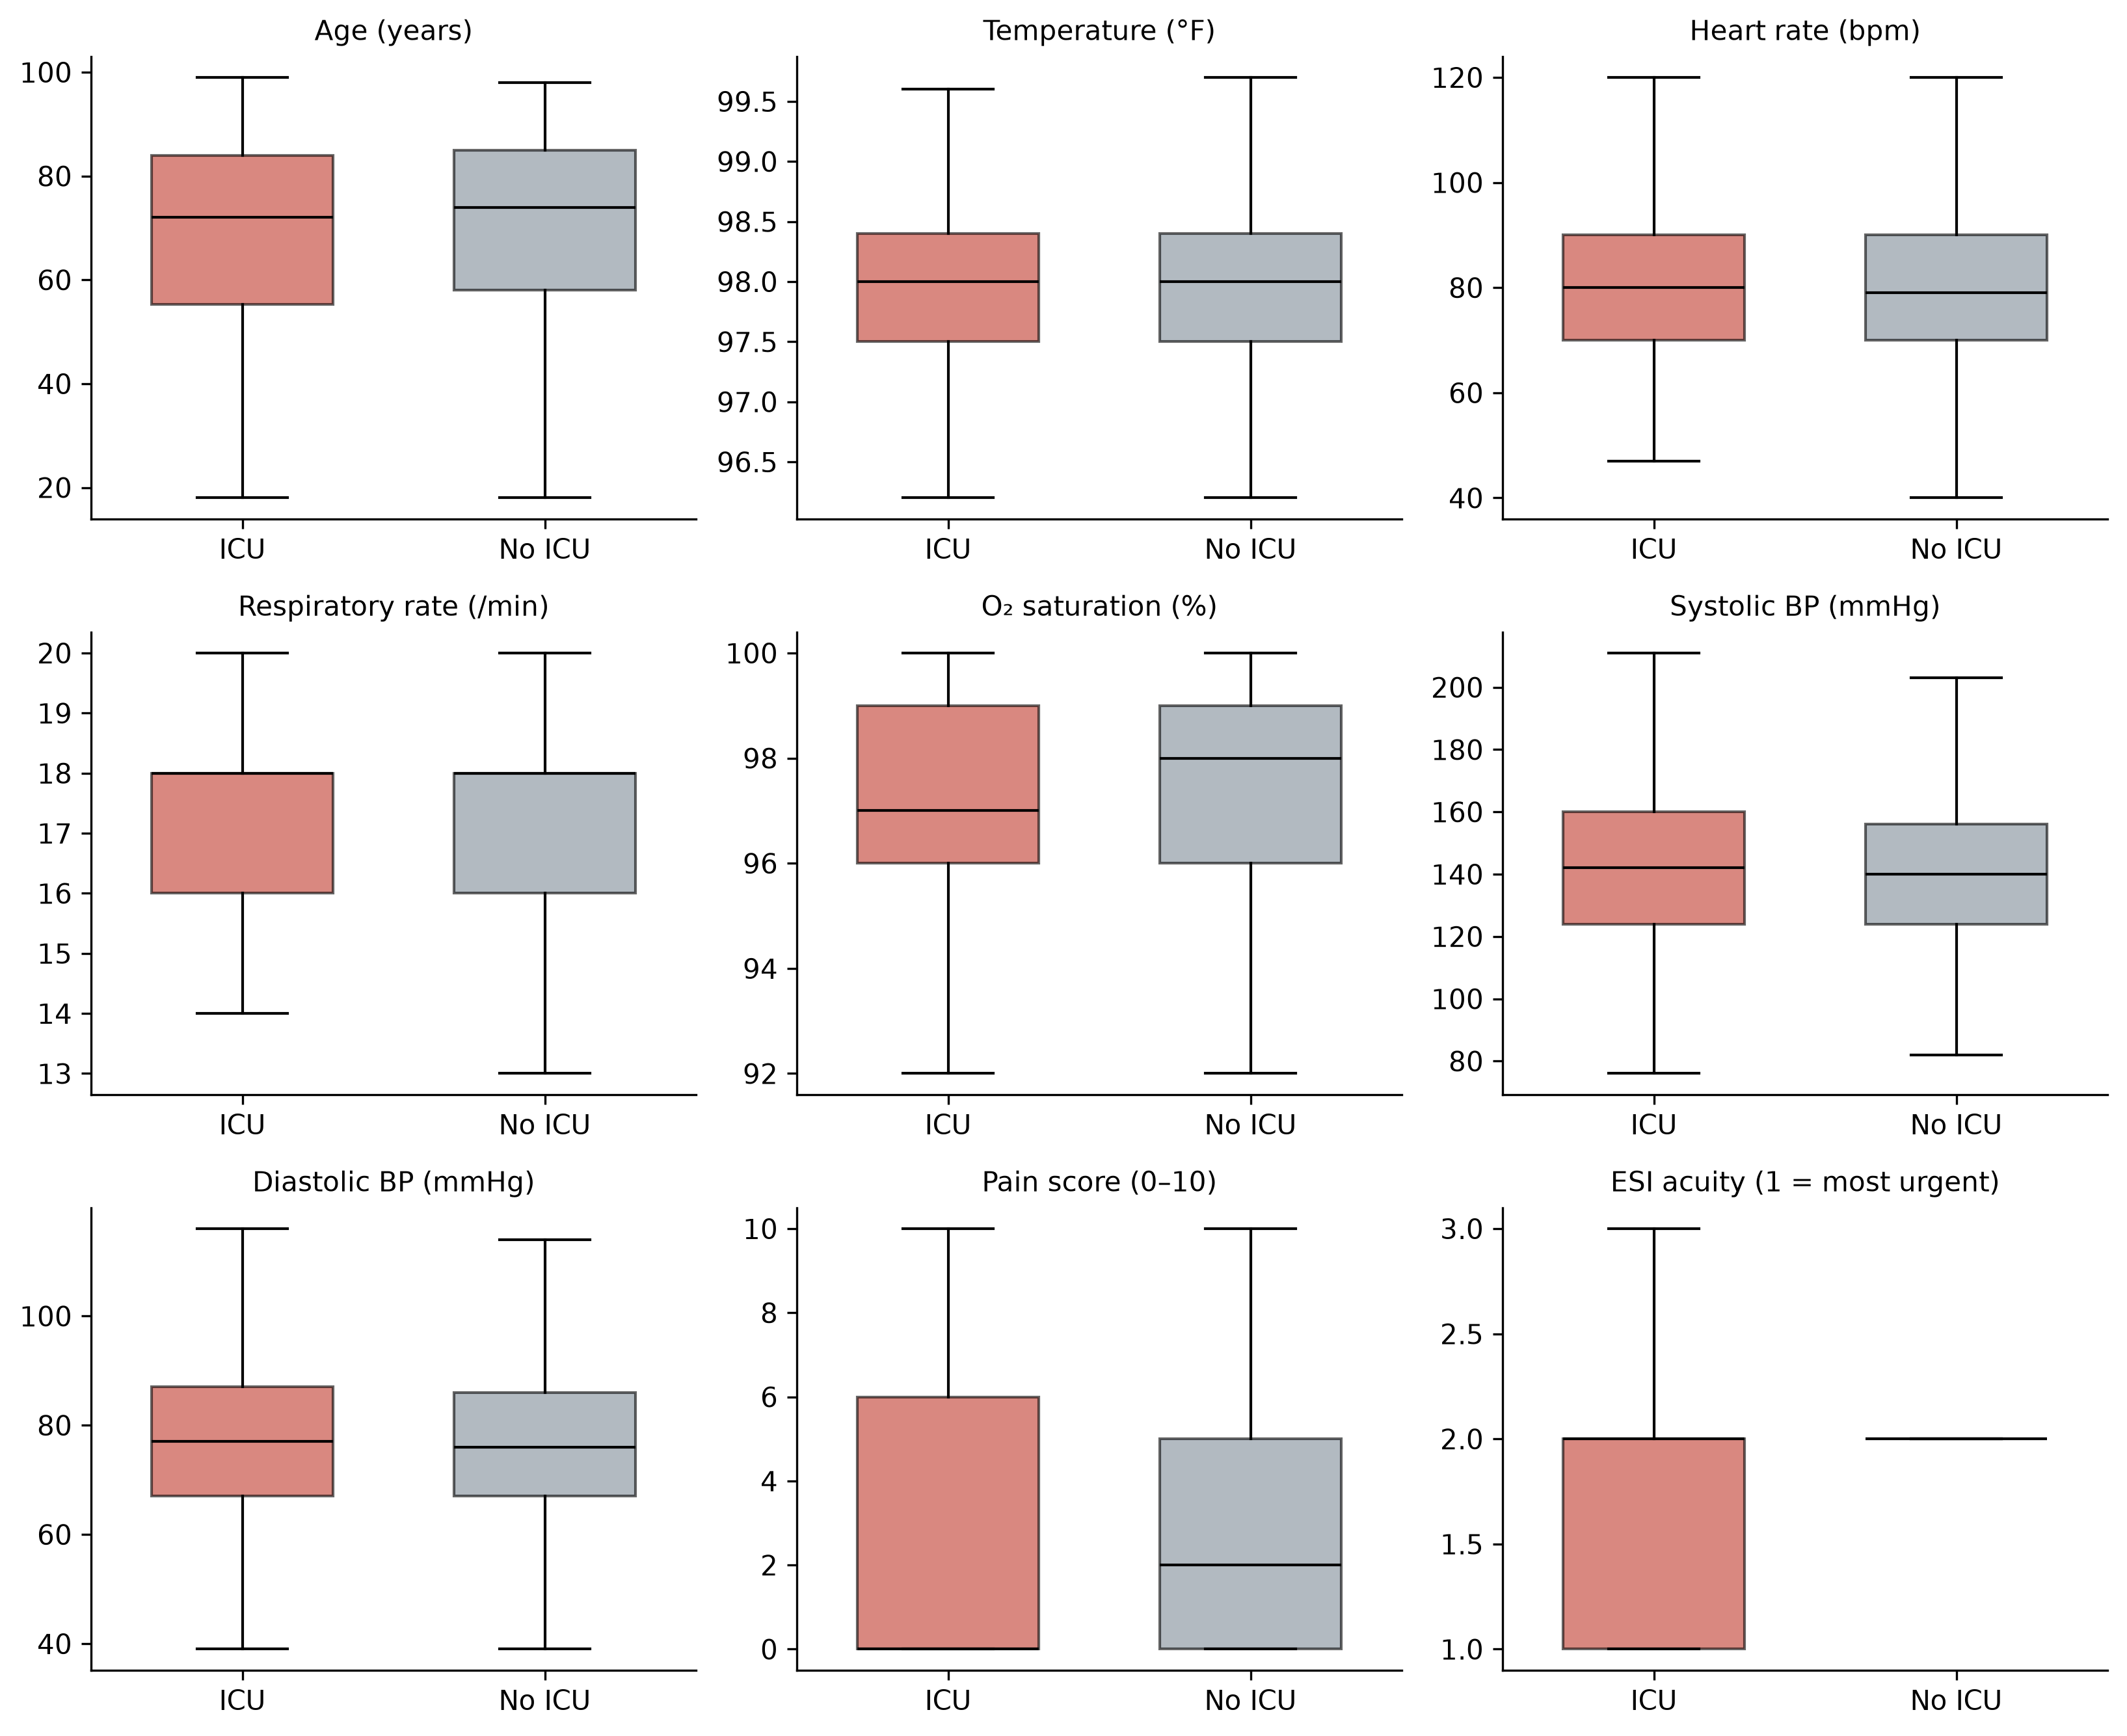 Age (years)
100
80
60
40
20
ICU
No ICU
Temperature (°F)
99.5
99.0
98.5
98.0
97.5
97.0
96.5
ICU
No ICU
Heart rate (bpm)
120
100
80
60
40
ICU
No ICU
Respiratory rate (/min)
20
19
18
17
16
15
14
13
ICU
No ICU
O₂ saturation (%)
100
98
96
94
92
ICU
No ICU
Systolic BP (mmHg)
200
180
160
140
120
100
80
ICU
No ICU
Diastolic BP (mmHg)
100
80
60
40
ICU
No ICU
Pain score (0–10)
10
8
6
4
2
0
ICU
No ICU
ESI acuity (1 = most urgent)
3.0
2.5
2.0
1.5
1.0
ICU
No ICU